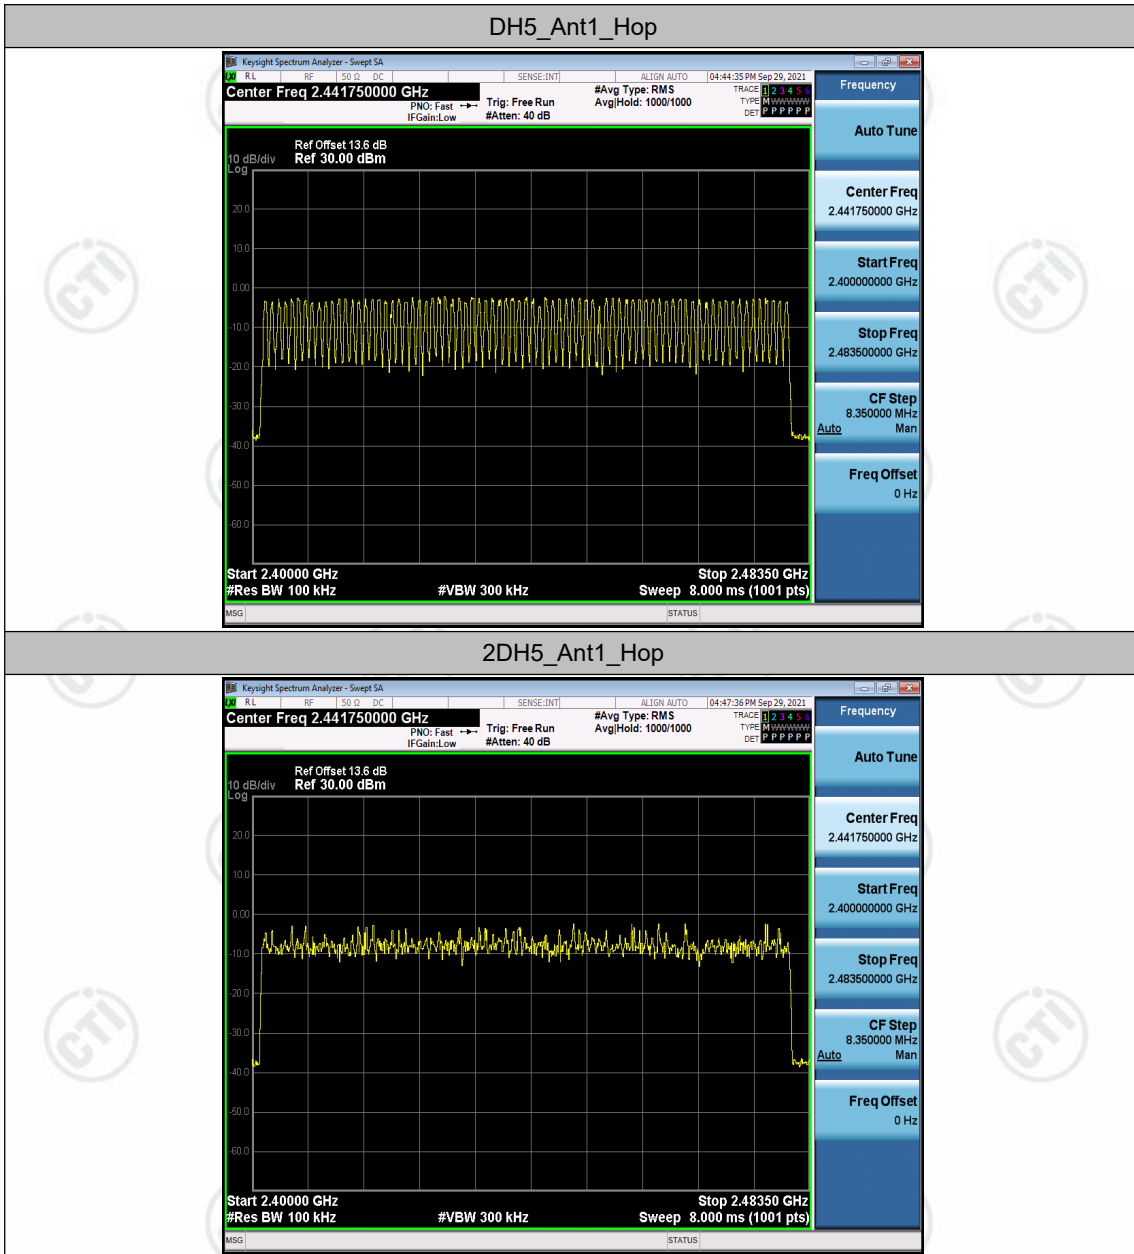 DH5_Ant1_Hop
Keysight Spectrum Analyzer - Swept SA
LXI RL RF 50 Ω DC SENSE:INT ALIGN AUTO 04:44:35 PM Sep 29, 2021
Center Freq 2.441750000 GHz #Avg Type: RMS TRACE 1 2 3 4 5 6
PNO: Fast Trig: Free Run Avg|Hold: 1000/1000 TYPE M WWWWW
IFGain:Low #Atten: 40 dB DET P P P P P P
Frequency
Auto Tune
Ref Offset 13.6 dB
10 dB/div Ref 30.00 dBm
Log
20.0
10.0
0.00
-10.0
-20.0
-30.0
-40.0
-50.0
-60.0
Center Freq
2.441750000 GHz
Start Freq
2.400000000 GHz
Stop Freq
2.483500000 GHz
CF Step
8.350000 MHz
Auto Man
Freq Offset
0 Hz
Start 2.40000 GHz Stop 2.48350 GHz
#Res BW 100 kHz #VBW 300 kHz Sweep 8.000 ms (1001 pts)
MSG STATUS
2DH5_Ant1_Hop
Keysight Spectrum Analyzer - Swept SA
LXI RL RF 50 Ω DC SENSE:INT ALIGN AUTO 04:47:36 PM Sep 29, 2021
Center Freq 2.441750000 GHz #Avg Type: RMS TRACE 1 2 3 4 5 6
PNO: Fast Trig: Free Run Avg|Hold: 1000/1000 TYPE M WWWWW
IFGain:Low #Atten: 40 dB DET P P P P P P
Frequency
Auto Tune
Ref Offset 13.6 dB
10 dB/div Ref 30.00 dBm
Log
20.0
10.0
0.00
-10.0
-20.0
-30.0
-40.0
-50.0
-60.0
Center Freq
2.441750000 GHz
Start Freq
2.400000000 GHz
Stop Freq
2.483500000 GHz
CF Step
8.350000 MHz
Auto Man
Freq Offset
0 Hz
Start 2.40000 GHz Stop 2.48350 GHz
#Res BW 100 kHz #VBW 300 kHz Sweep 8.000 ms (1001 pts)
MSG STATUS
CTI
CTI
CTI
CTI